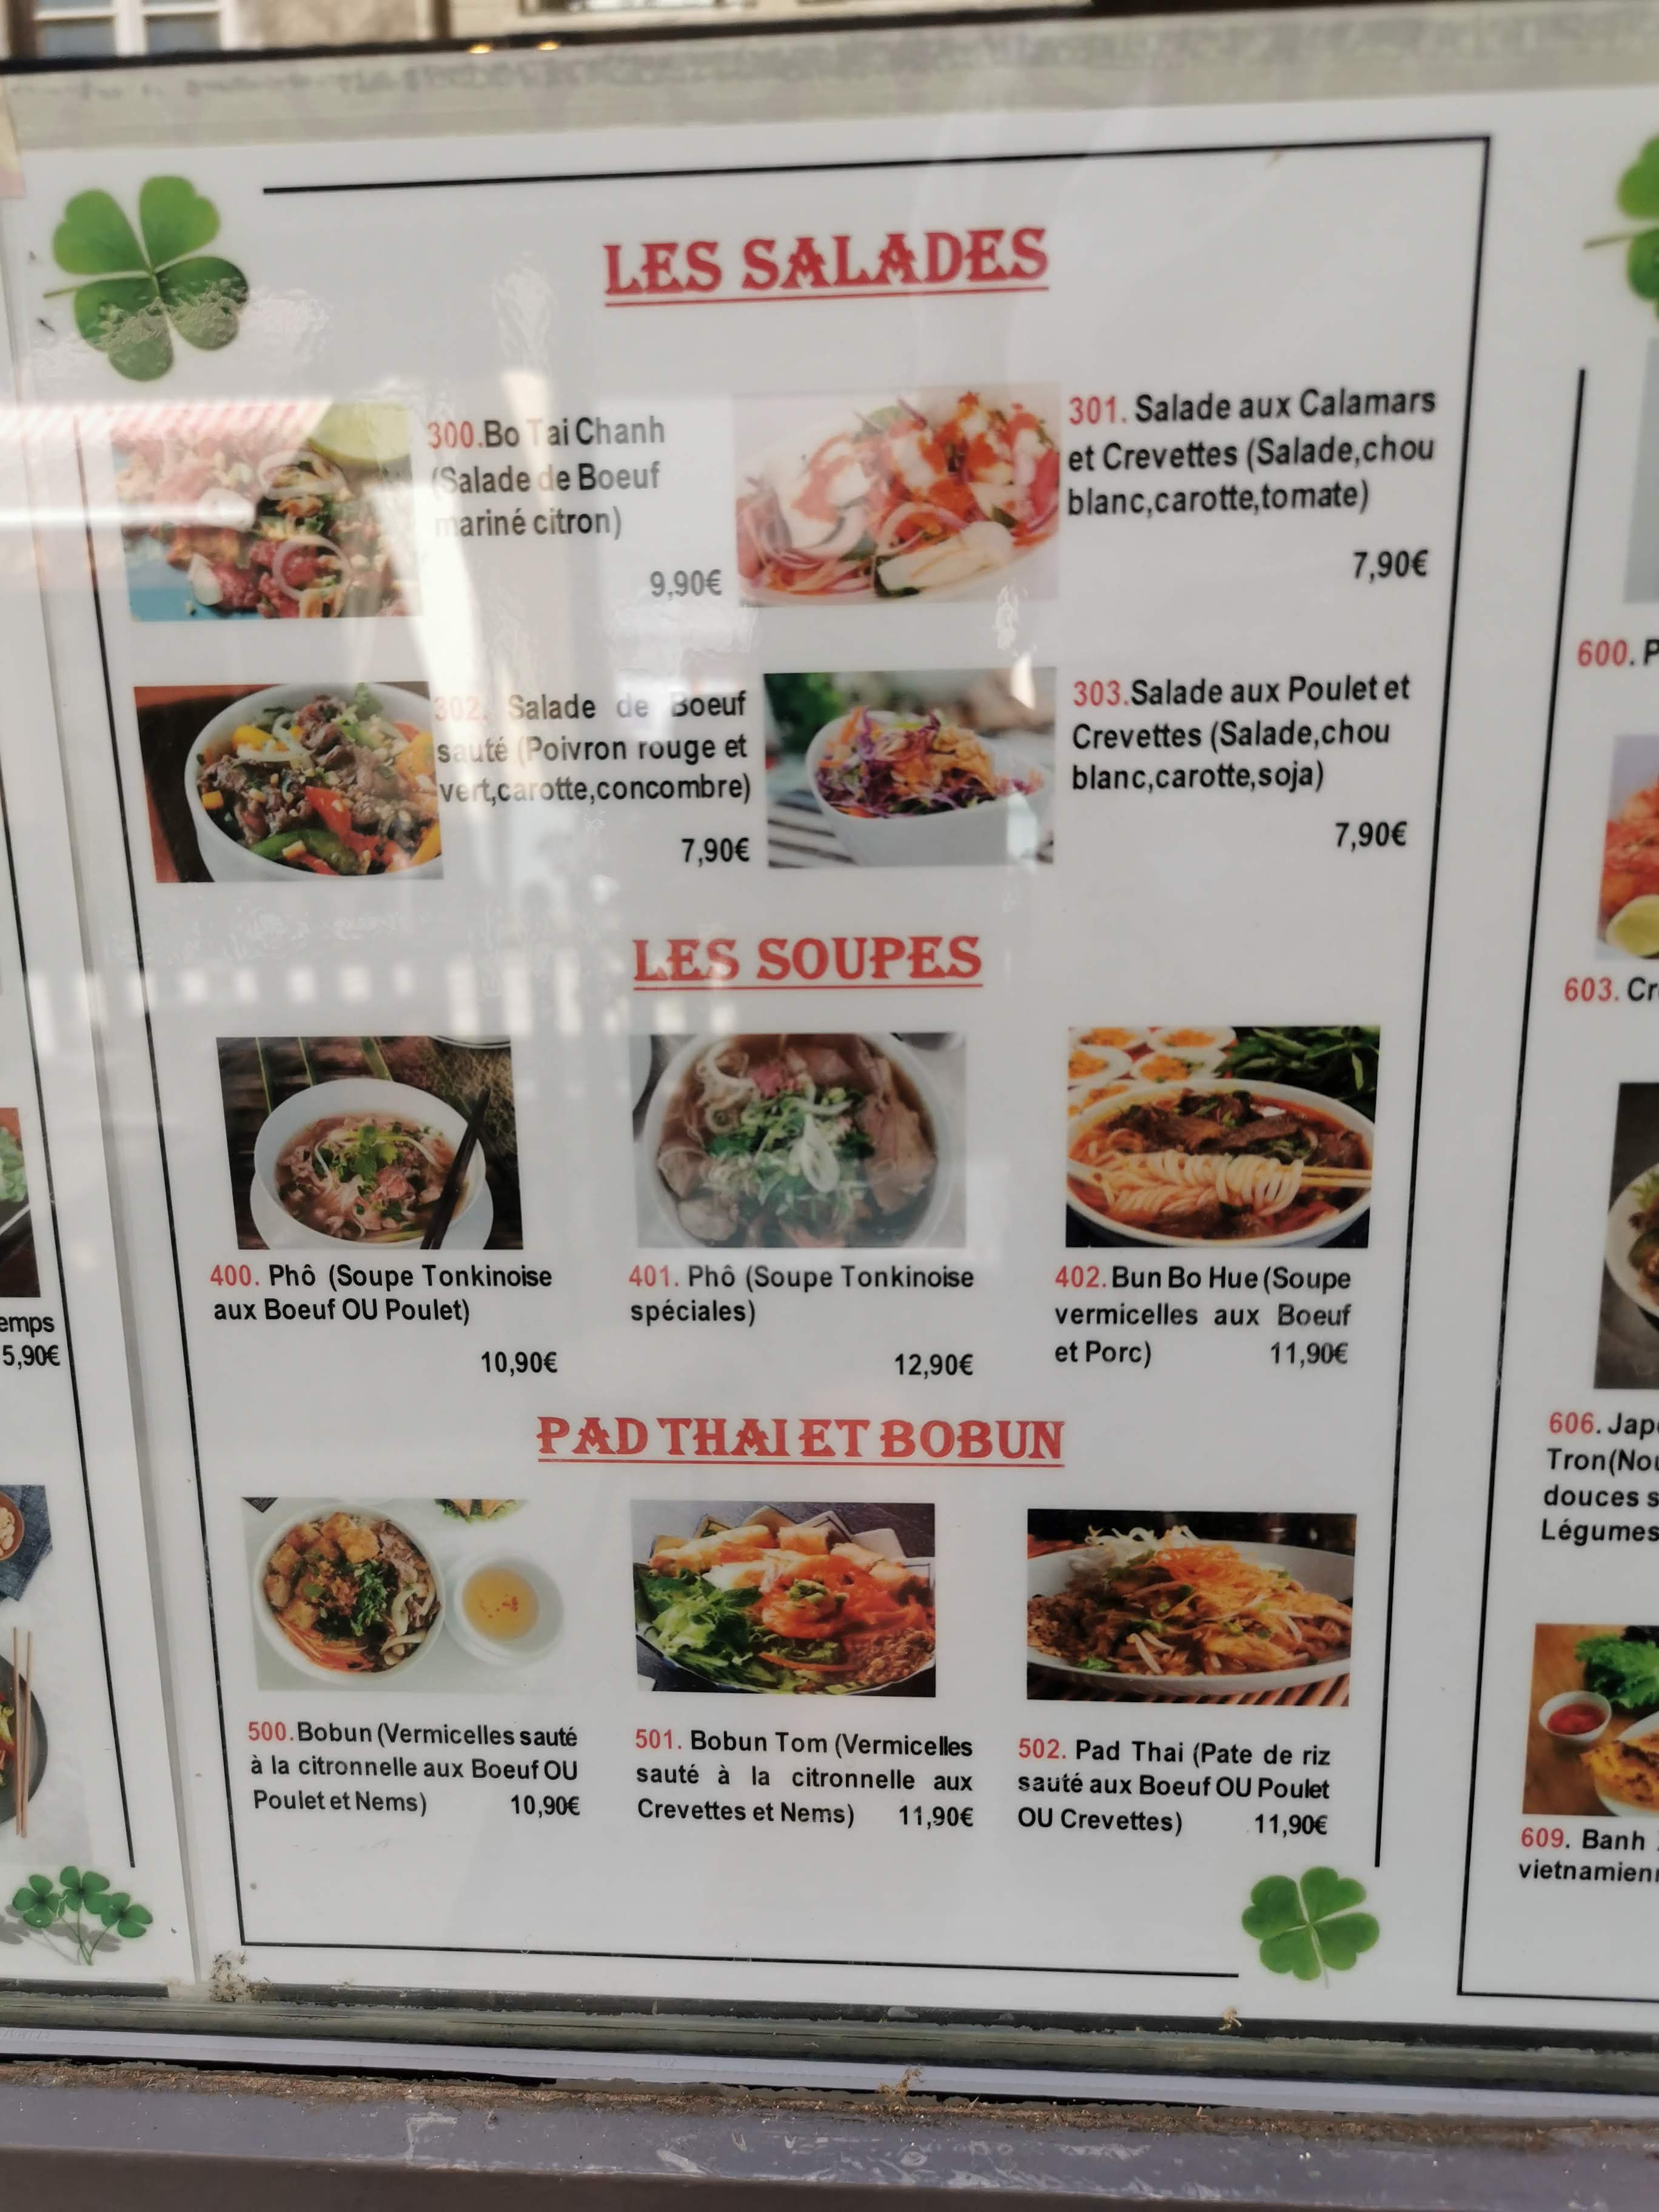 LES SALADES
300.Bo Tai Chanh
(Salade de Boeuf
mariné citron)
9,90€
301. Salade aux Calamars
et Crevettes (Salade,chou
blanc,carotte,tomate)
7,90€
302. Salade de Boeuf
sauté (Poivron rouge et
vert,carotte,concombre)
7,90€
303.Salade aux Poulet et
Crevettes (Salade,chou
blanc,carotte,soja)
7,90€
LES SOUPES
400. Phô (Soupe Tonkinoise
aux Boeuf OU Poulet)
10,90€
401. Phô (Soupe Tonkinoise
spéciales)
12,90€
402. Bun Bo Hue (Soupe
vermicelles aux Boeuf
et Porc) 11,90€
PAD THAI ET BOBUN
500. Bobun (Vermicelles sauté
à la citronnelle aux Boeuf OU
Poulet et Nems) 10,90€
501. Bobun Tom (Vermicelles
sauté à la citronnelle aux
Crevettes et Nems) 11,90€
502. Pad Thai (Pate de riz
sauté aux Boeuf OU Poulet
OU Crevettes) 11,90€
emps
5,90€
600. P
603. Cr
606. Jap
Tron(Nou
douces s
Légumes
609. Banh
vietnamien